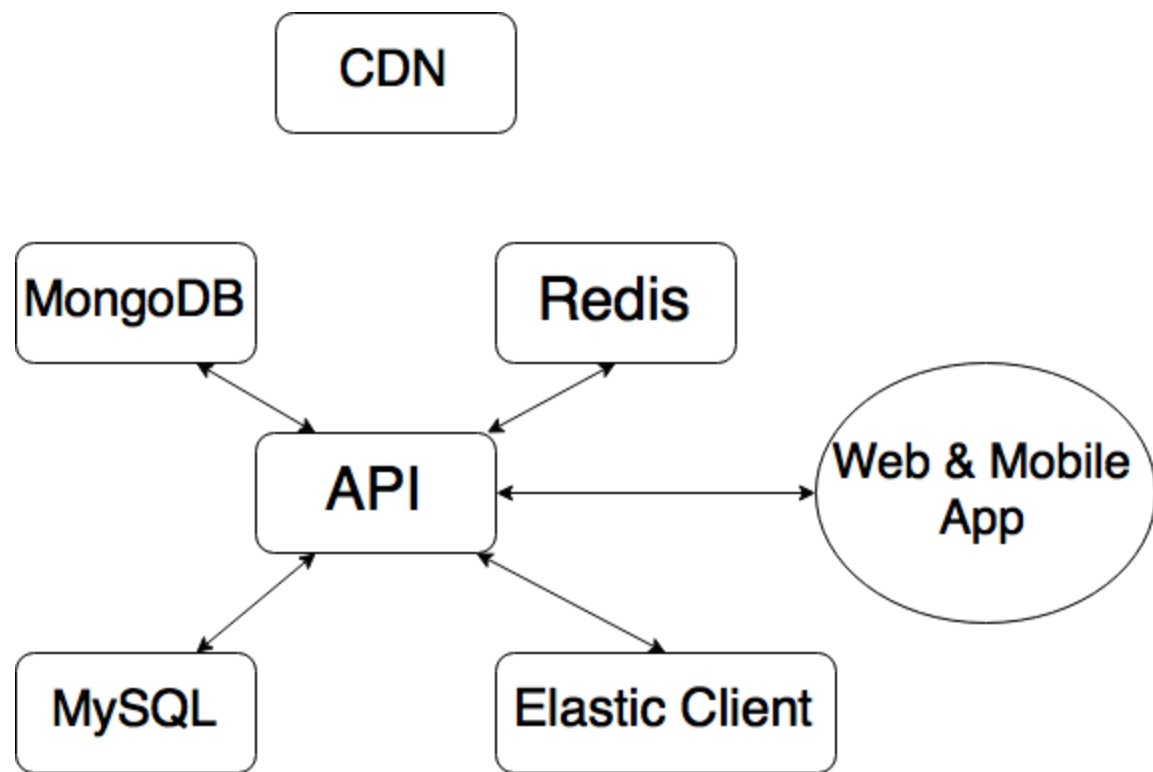 CDN
MongoDB
Redis
API
Web & Mobile
App
MySQL
Elastic Client